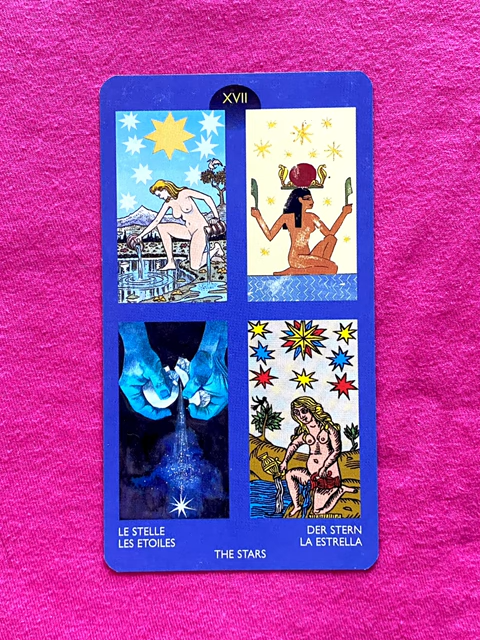 XVII
LE STELLE
LES ETOILES
DER STERN
LA ESTRELLA
THE STARS